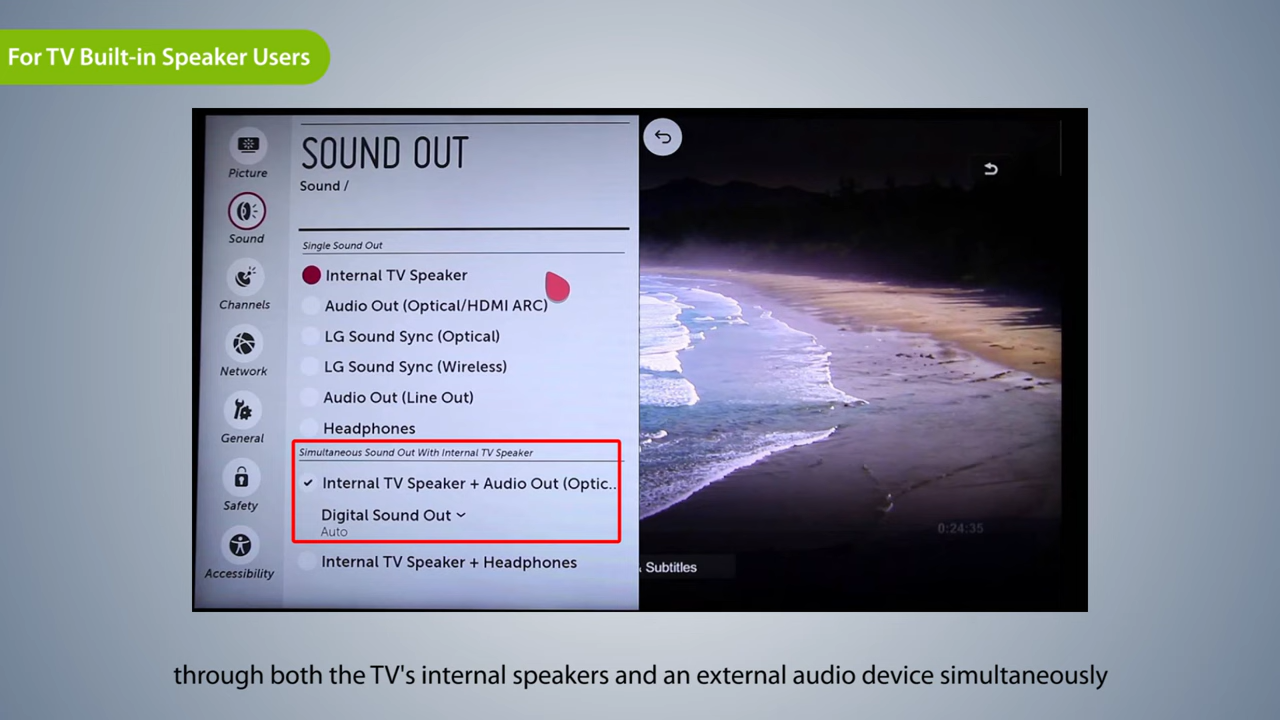 For TV Built-in Speaker Users
SOUND OUT
Sound /
Picture
Sound
Channels
Network
General
Safety
Accessibility
Single Sound Out
Internal TV Speaker
Audio Out (Optical/HDMI ARC)
LG Sound Sync (Optical)
LG Sound Sync (Wireless)
Audio Out (Line Out)
Headphones
Simultaneous Sound Out With Internal TV Speaker
Internal TV Speaker + Audio Out (Optic..
Digital Sound Out
Auto
Internal TV Speaker + Headphones
0:24:35
& Subtitles
through both the TV's internal speakers and an external audio device simultaneously